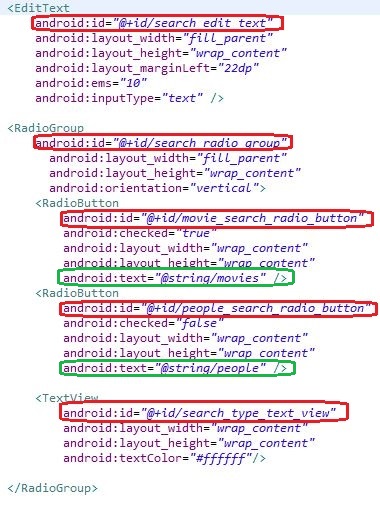 <EditText
android:id="@+id/search_edit_text"
android:layout_width="fill_parent"
android:layout_height="wrap_content"
android:layout_marginLeft="22dp"
android:ems="10"
android:inputType="text" />
<RadioGroup
android:id="@+id/search_radio_group"
android:layout_width="fill_parent"
android:layout_height="wrap_content"
android:orientation="vertical">
<RadioButton
android:id="@+id/movie_search_radio_button"
android:checked="true"
android:layout_width="wrap_content"
android:layout_height="wrap_content"
android:text="@string/movies" />
<RadioButton
android:id="@+id/people_search_radio_button"
android:checked="false"
android:layout_width="wrap_content"
android:layout_height="wrap_content"
android:text="@string/people" />
<TextView
android:id="@+id/search_type_text_view"
android:layout_width="wrap_content"
android:layout_height="wrap_content"
android:textColor="#ffffff"/>
</RadioGroup>